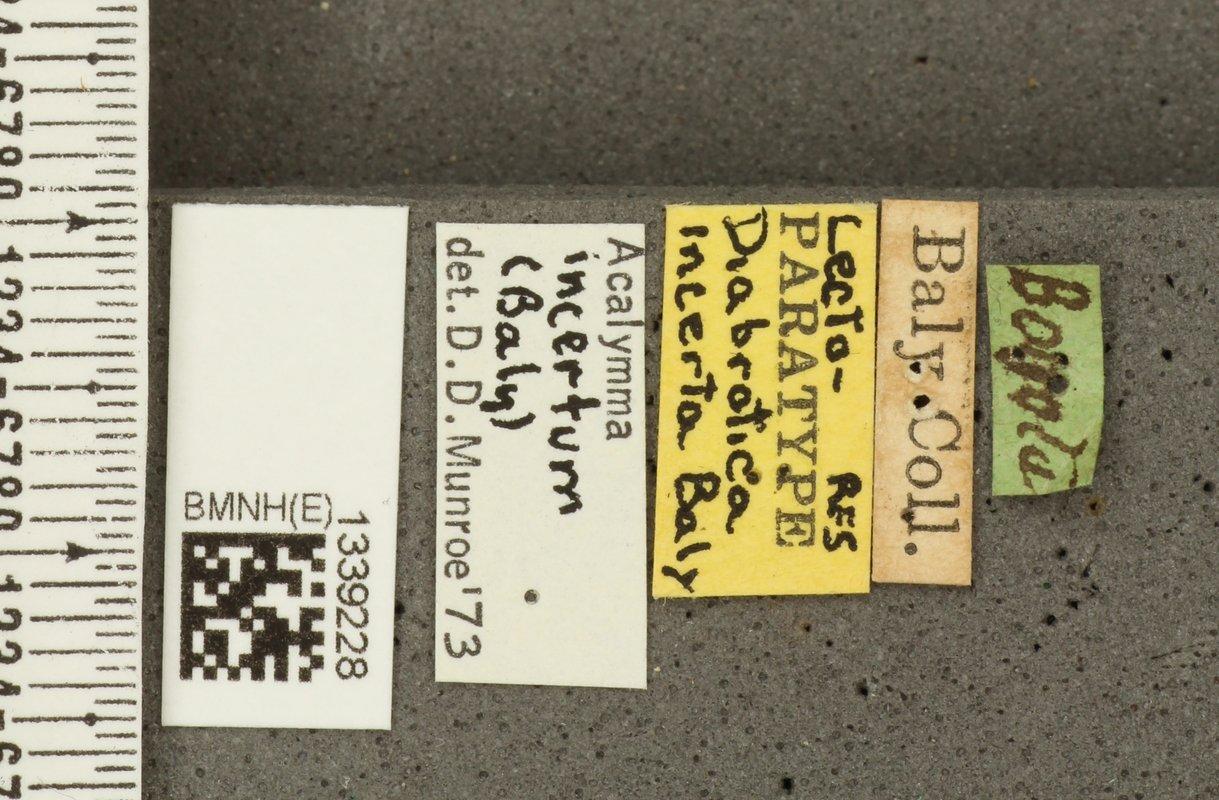 BMNH(E)
1339228
Acalymma
incertum
(Baly)
det. D. D. Munroe '73
Lecto- RES
PARATYPE
Diabrotica
incerta Baly
Baly.Coll.
Bogota